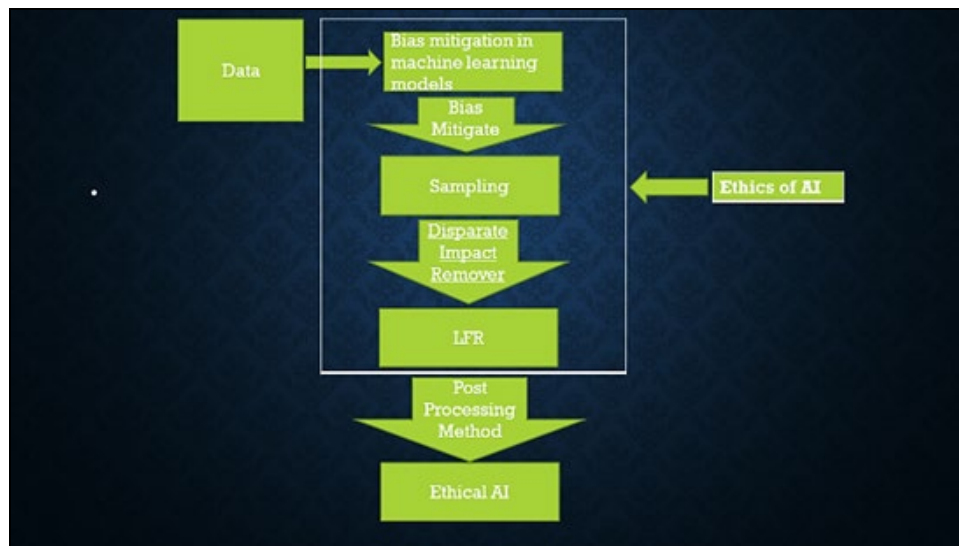 Data
Bias mitigation in
machine learning
models
Bias
Mitigate
Sampling
Ethics of AI
Disparate
Impact
Remover
LFR
Post
Processing
Method
Ethical AI